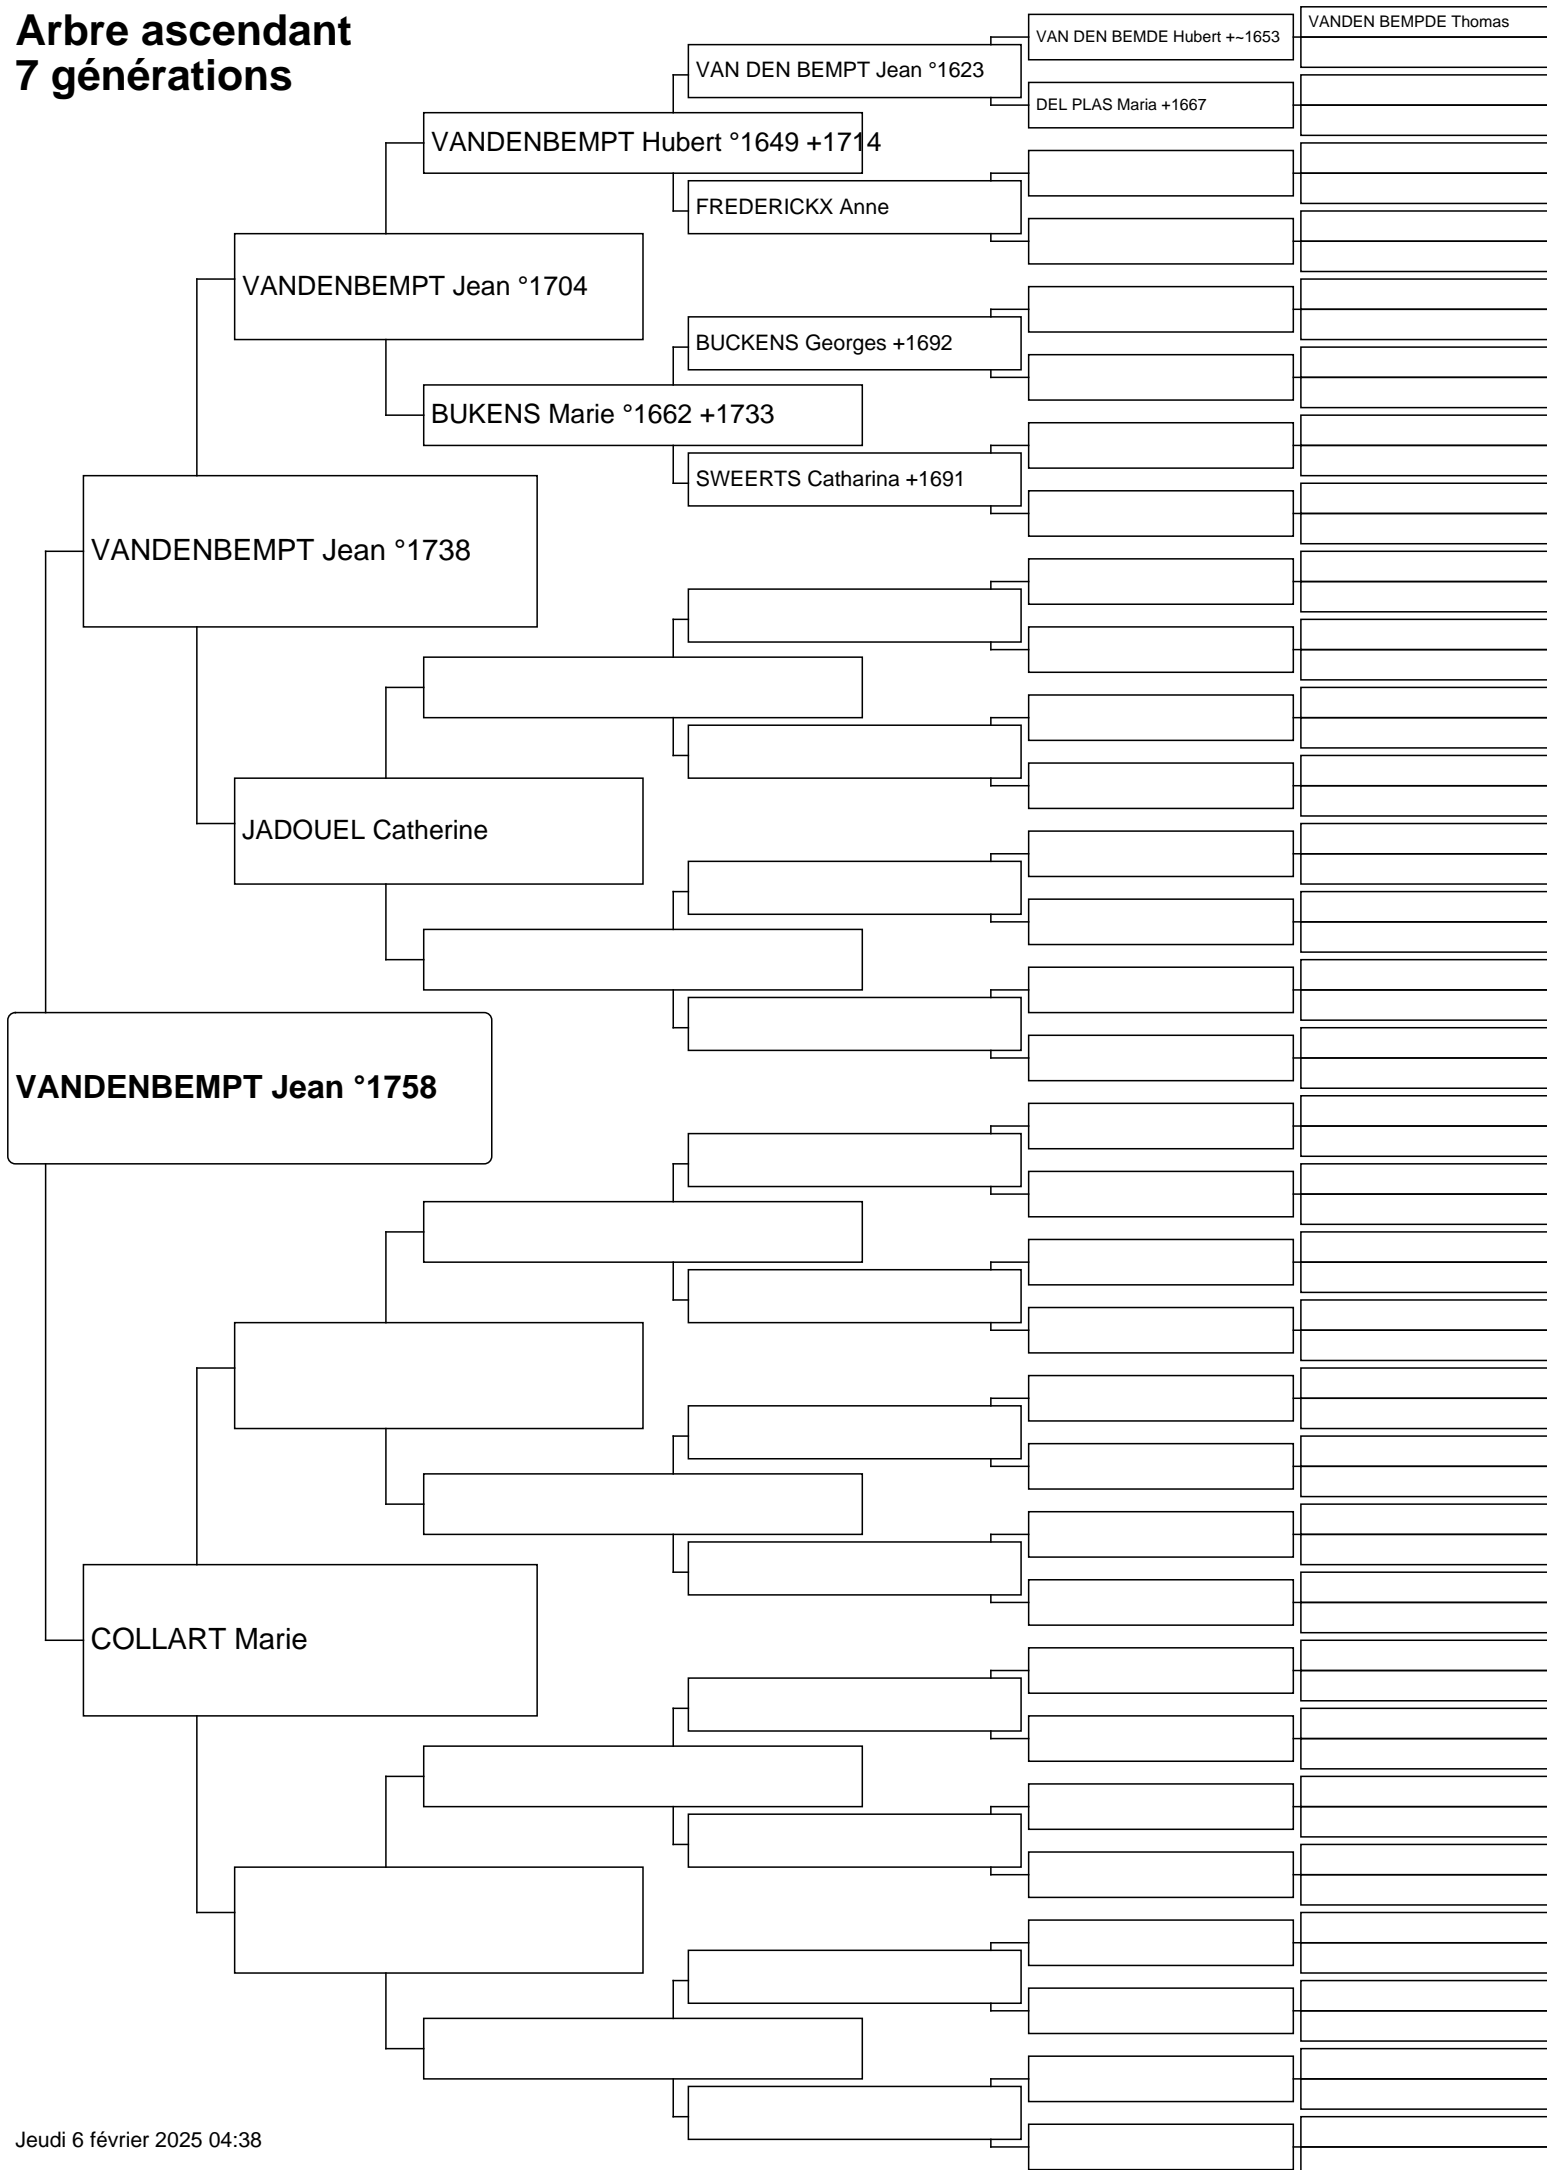 Arbre ascendant
7 générations
VANDEN BEMPDE Thomas
VAN DEN BEMDE Hubert +~1653
VAN DEN BEMPT Jean °1623
DEL PLAS Maria +1667
VANDENBEMPT Hubert °1649 +1714
FREDERICKX Anne
VANDENBEMPT Jean °1704
BUCKENS Georges +1692
BUKENS Marie °1662 +1733
SWEERTS Catharina +1691
VANDENBEMPT Jean °1738
JADOUEL Catherine
VANDENBEMPT Jean °1758
COLLART Marie
Jeudi 6 février 2025 04:38